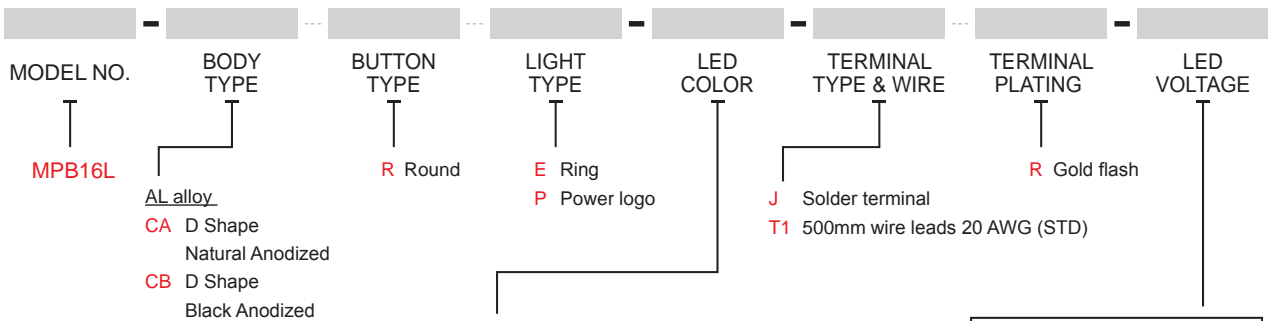 MODEL NO.
BODY
TYPE
BUTTON
TYPE
LIGHT
TYPE
LED
COLOR
TERMINAL
TYPE & WIRE
TERMINAL
PLATING
LED
VOLTAGE
MPB16L
AL alloy
CA D Shape
Natural Anodized
CB D Shape
Black Anodized
R Round
E Ring
P Power logo
J Solder terminal
T1 500mm wire leads 20 AWG (STD)
R Gold flash